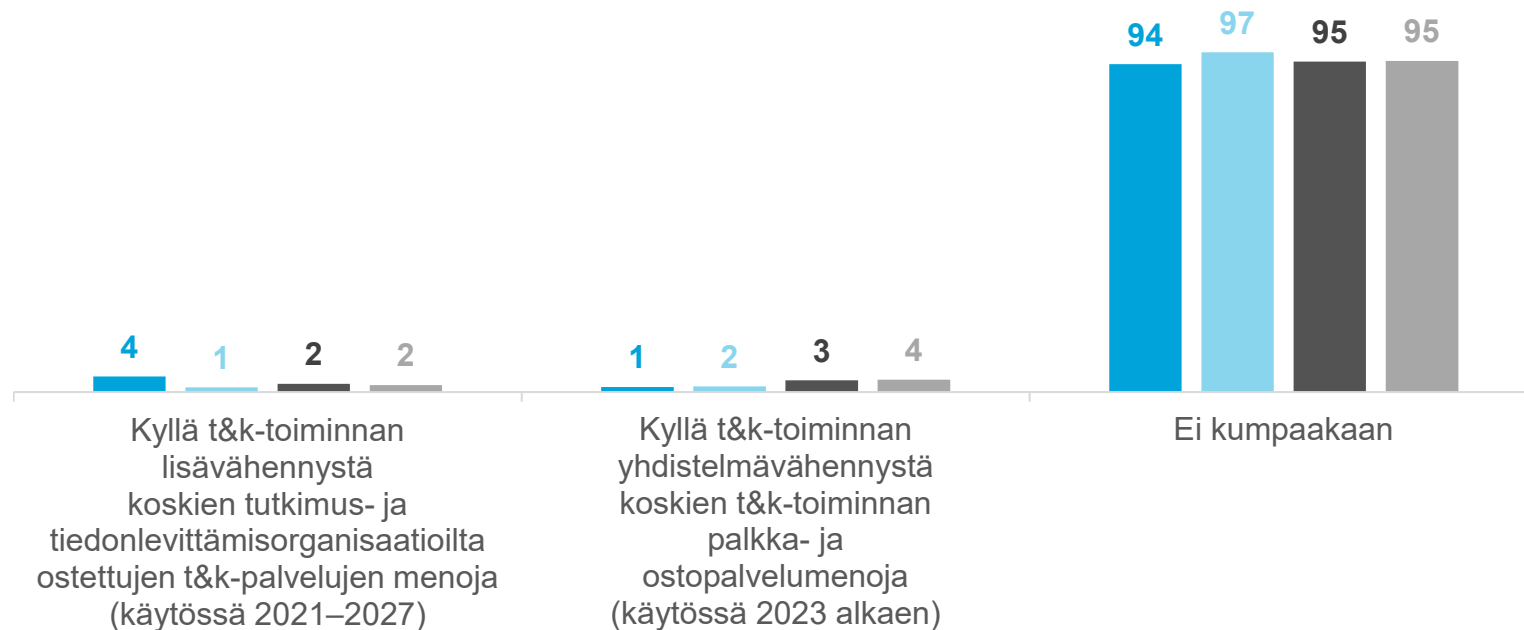 94
97
95
95
4
1
2
2
1
2
3
4
Kyllä t&k-toiminnan
lisävähennystä
koskien tutkimus- ja
tiedonlevittämisorganisaatioilta
ostettujen t&k-palvelujen menoja
(käytössä 2021–2027)
Kyllä t&k-toiminnan
yhdistelmävähennystä
koskien t&k-toiminnan
palkka- ja
ostopalvelumenoja
(käytössä 2023 alkaen)
Ei kumpaakaan